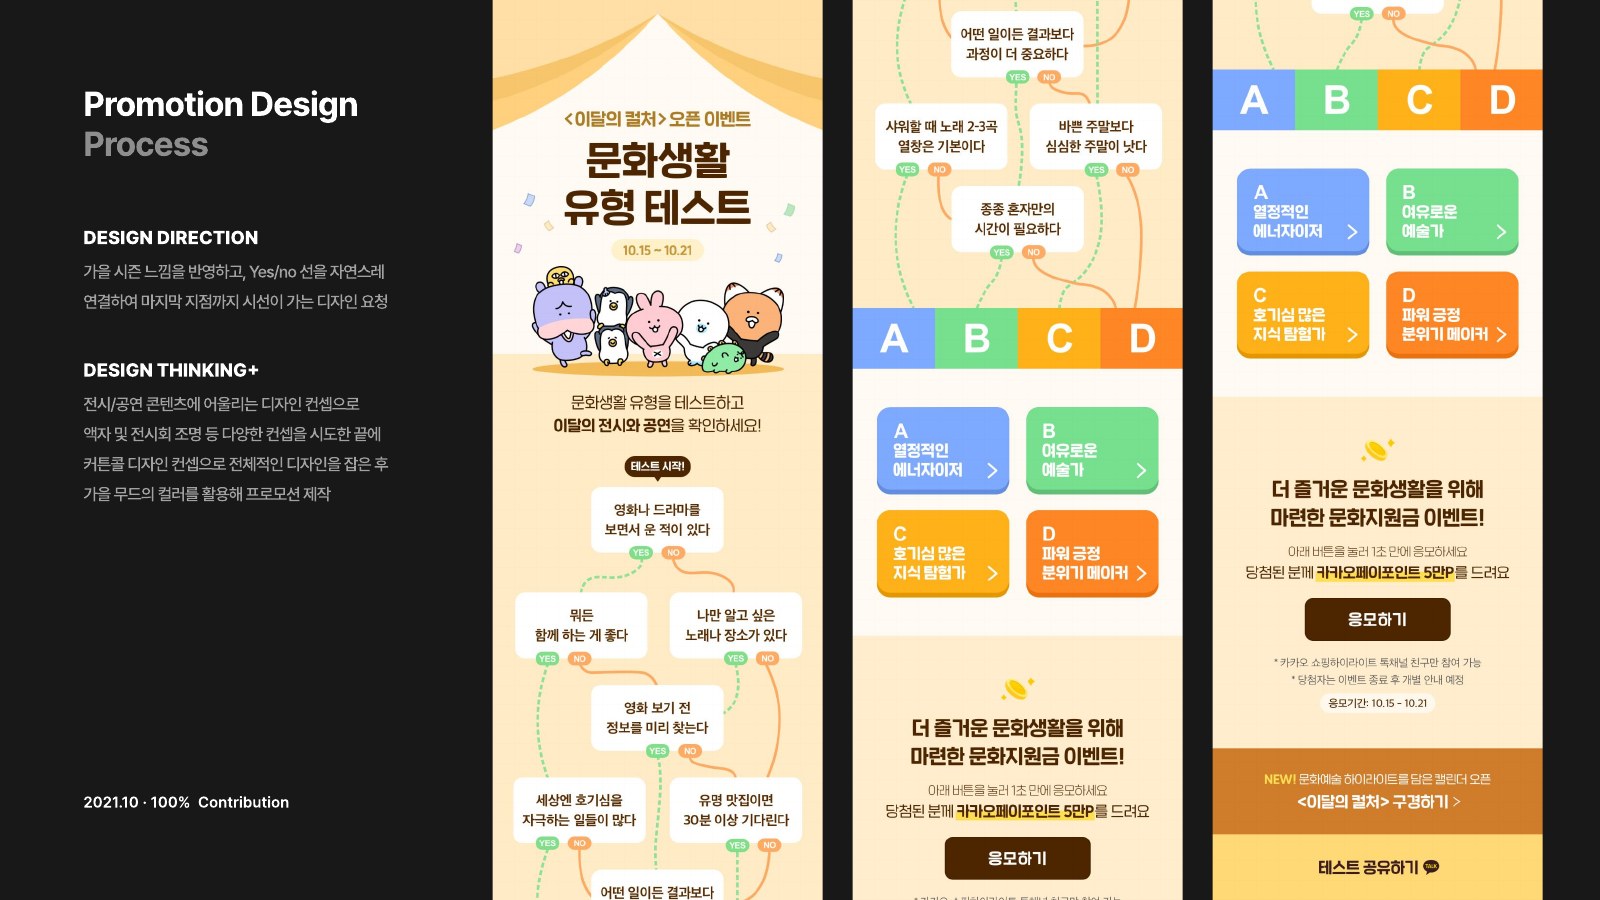 Promotion Design
Process
DESIGN DIRECTION
가을 시즌 느낌을 반영하고, Yes/no 선을 자연스레
연결하여 마지막 지점까지 시선이 가는 디자인 요청
DESIGN THINKING+
전시/공연 콘텐츠에 어울리는 디자인 컨셉으로
액자 및 전시회 조명 등 다양한 컨셉을 시도한 끝에
커튼콜 디자인 컨셉으로 전체적인 디자인을 잡은 후
가을 무드의 컬러를 활용해 프로모션 제작
2021.10 · 100% Contribution
<이달의 컬처> 오픈 이벤트
문화생활
유형 테스트
10.15 ~ 10.21
문화생활 유형을 테스트하고
이달의 전시와 공연을 확인하세요!
테스트 시작!
영화나 드라마를
보면서 운 적이 있다
YES NO
뭐든
함께 하는 게 좋다
YES NO
나만 알고 싶은
노래나 장소가 있다
YES NO
영화 보기 전
정보를 미리 찾는다
YES NO
세상엔 호기심을
자극하는 일들이 많다
YES NO
유명 맛집이면
30분 이상 기다린다
YES NO
어떤 일이든 결과보다
어떤 일이든 결과보다
과정이 더 중요하다
YES NO
샤워할 때 노래 2-3곡
열창은 기본이다
YES NO
바쁜 주말보다
심심한 주말이 낫다
YES NO
종종 혼자만의
시간이 필요하다
YES NO
A B C D
A
열정적인
에너자이저
B
여유로운
예술가
C
호기심 많은
지식 탐험가
D
파워 긍정
분위기 메이커
더 즐거운 문화생활을 위해
마련한 문화지원금 이벤트!
아래 버튼을 눌러 1초 만에 응모하세요
당첨된 분께 카카오페이포인트 5만P를 드려요
응모하기
YES NO
A B C D
A
열정적인
에너자이저
B
여유로운
예술가
C
호기심 많은
지식 탐험가
D
파워 긍정
분위기 메이커
더 즐거운 문화생활을 위해
마련한 문화지원금 이벤트!
아래 버튼을 눌러 1초 만에 응모하세요
당첨된 분께 카카오페이포인트 5만P를 드려요
응모하기
* 카카오 쇼핑하이라이트 톡채널 친구만 참여 가능
* 당첨자는 이벤트 종료 후 개별 안내 예정
응모기간: 10.15 - 10.21
NEW! 문화예술 하이라이트를 담은 캘린더 오픈
<이달의 컬처> 구경하기 >
테스트 공유하기